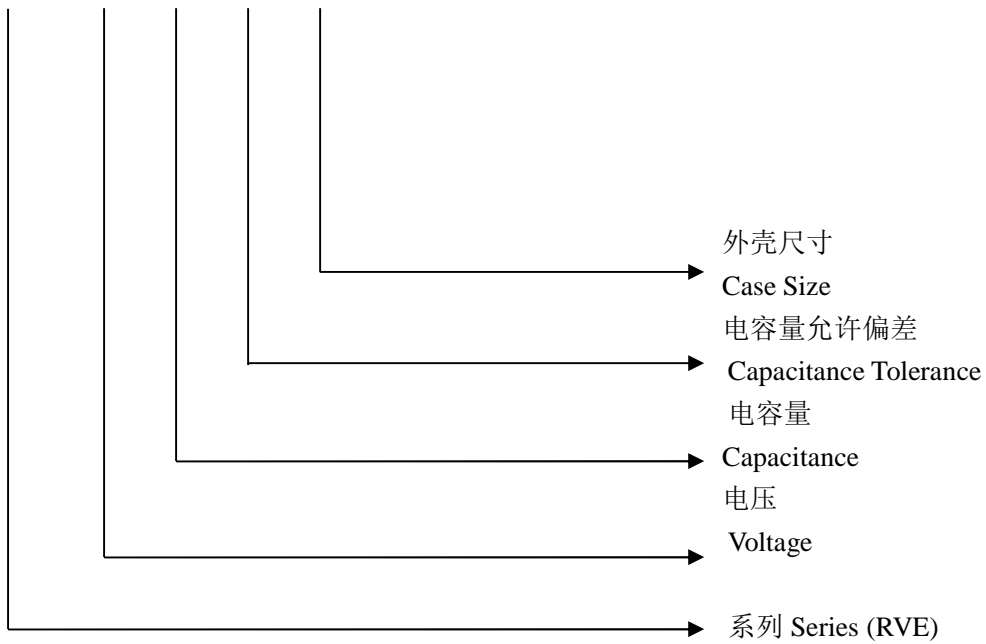 外壳尺寸
Case Size
电容量允许偏差
Capacitance Tolerance
电容量
Capacitance
电压
Voltage
系列 Series (RVE)